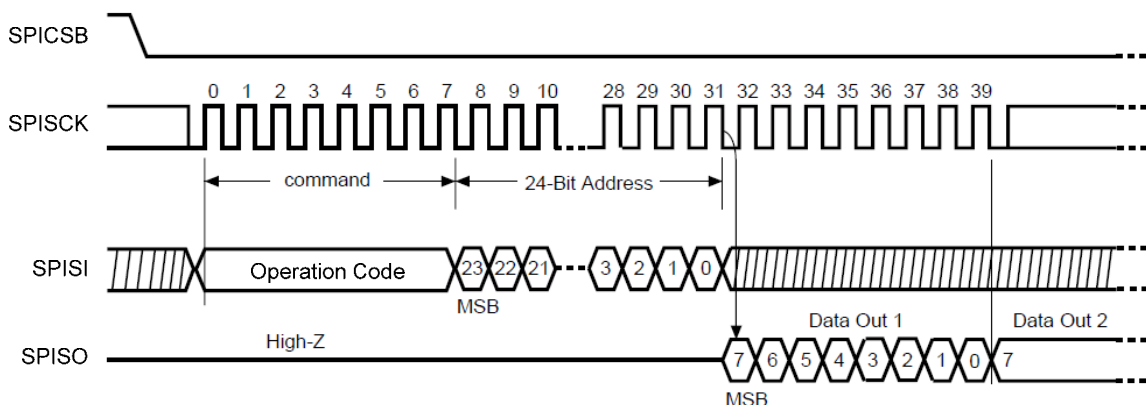 SPICSB
0 1 2 3 4 5 6 7 8 9 10 28 29 30 31 32 33 34 35 36 37 38 39
SPISCK
command
24-Bit Address
SPISI
Operation Code
23 22 21 3 2 1 0
MSB
Data Out 1
Data Out 2
High-Z
SPISO
7 6 5 4 3 2 1 0 7
MSB